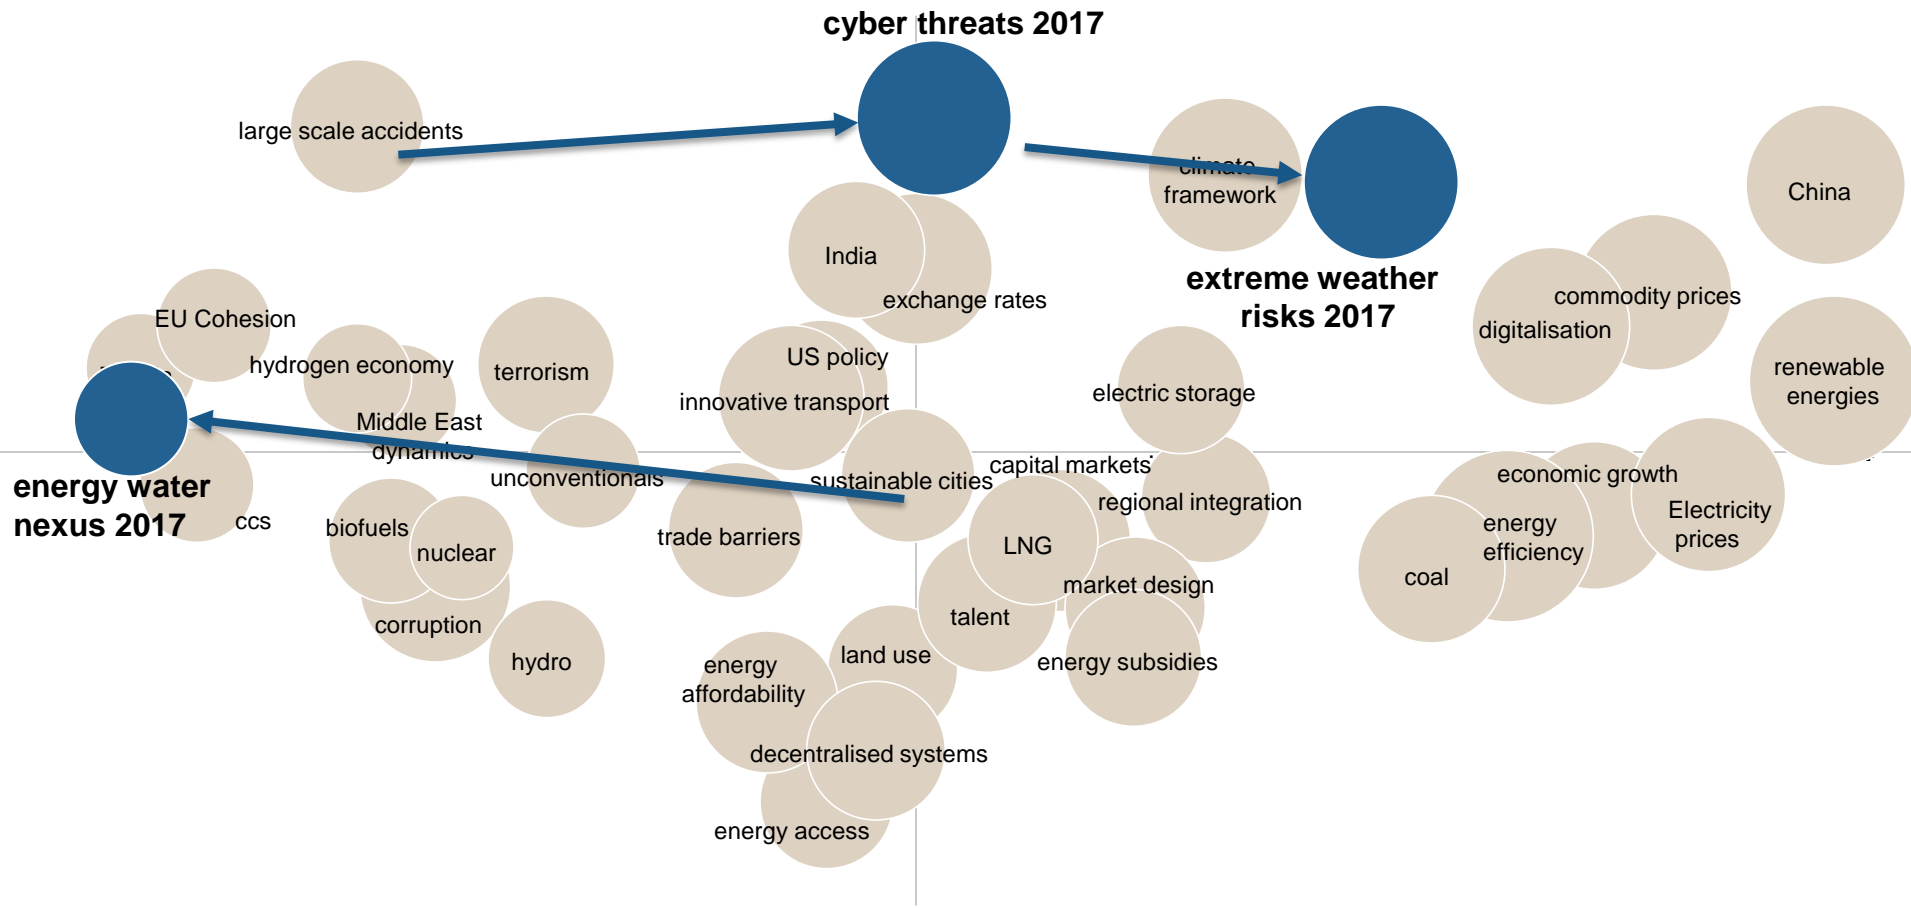 cyber threats 2017
large scale accidents
climate
framework
China
India
exchange rates
extreme weather
risks 2017
commodity prices
digitalisation
EU Cohesion
hydrogen economy
terrorism
US policy
innovative transport
electric storage
renewable
energies
Middle East
dynamics
unconventionals
sustainable cities
capital markets
regional integration
economic growth
Electricity
prices
energy
efficiency
energy water
nexus 2017
ccs
biofuels
nuclear
trade barriers
LNG
market design
coal
corruption
talent
hydro
energy
affordability
land use
energy subsidies
decentralised systems
energy access